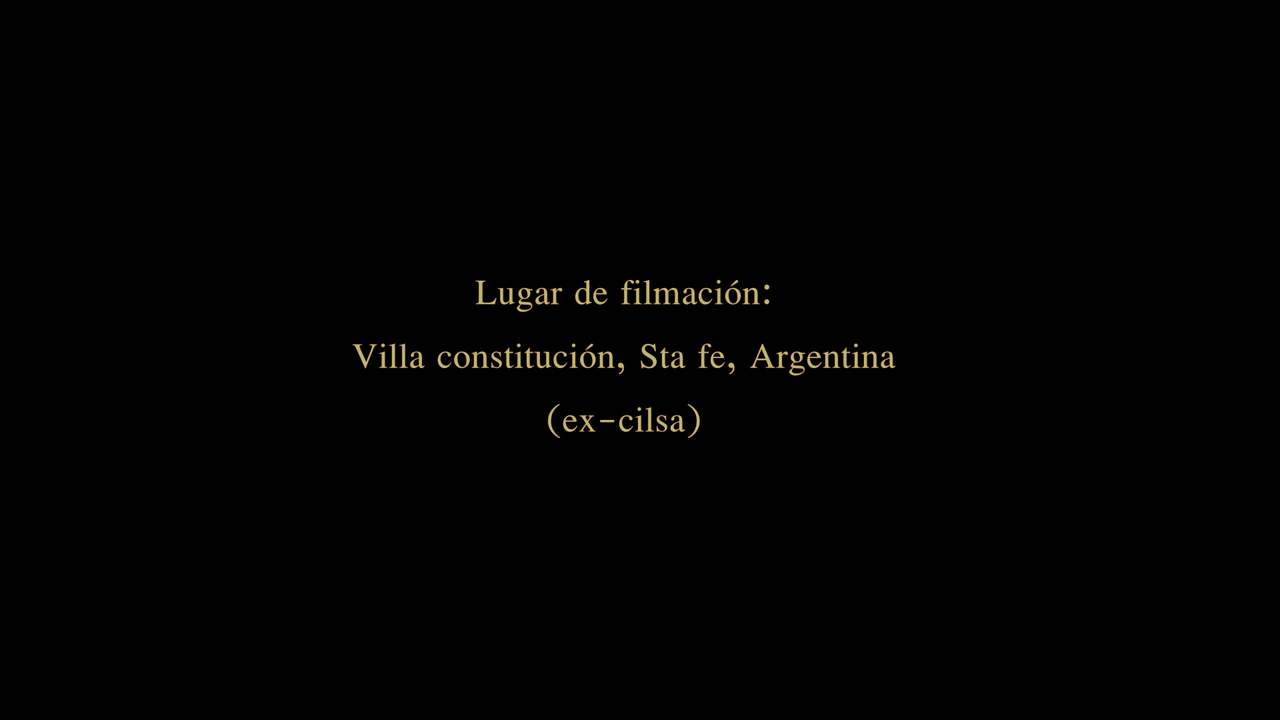 Lugar de filmación:
Villa constitución, Sta fe, Argentina
(ex-cilsa)